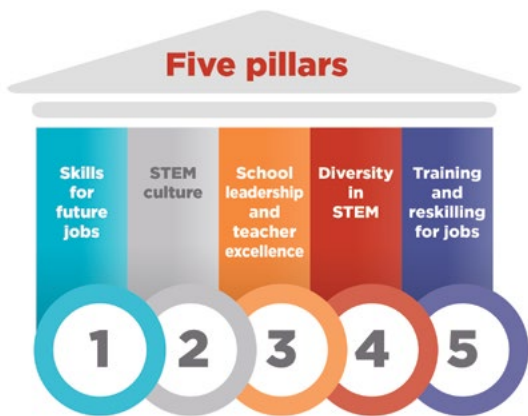 Five pillars
Skills
for
future
jobs
STEM
culture
School
leadership
and
teacher
excellence
Diversity
in
STEM
Training
and
reskilling
for jobs
1
2
3
4
5